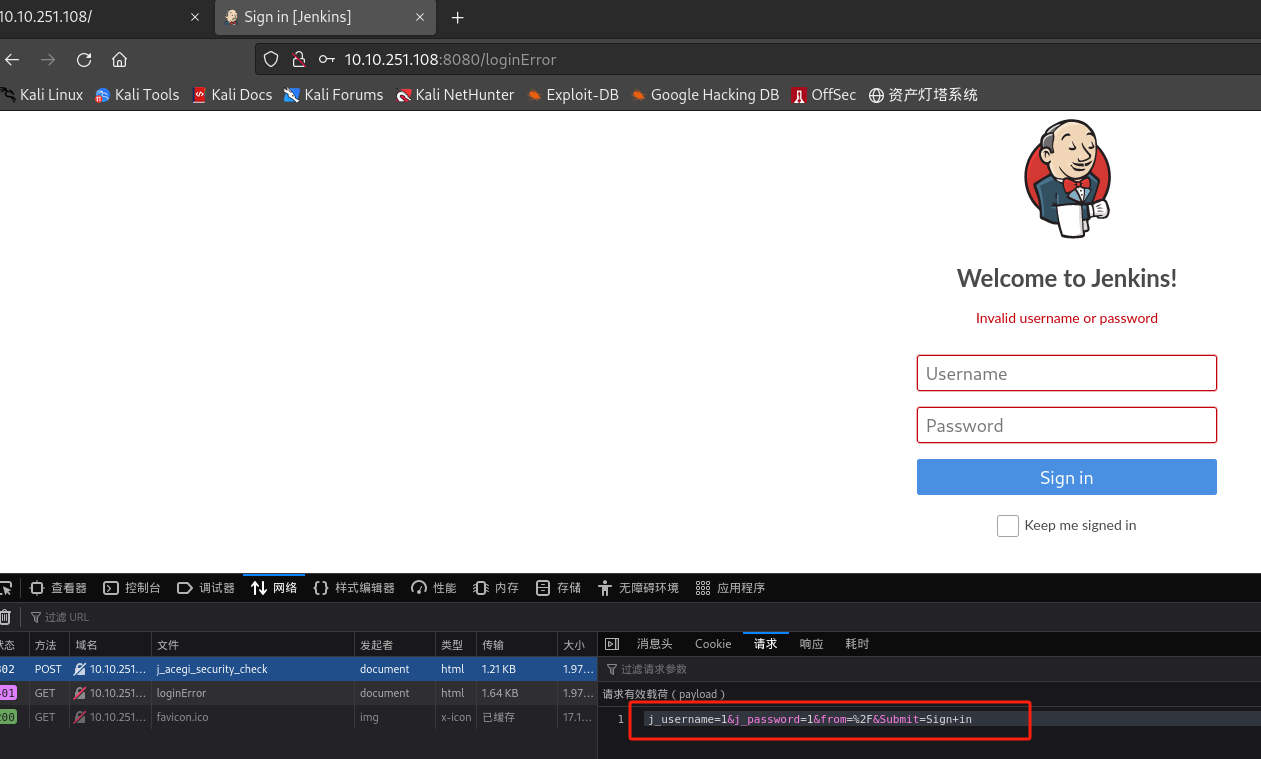 10.10.251.108/
Sign in [Jenkins]
10.10.251.108:8080/loginError
Kali Linux Kali Tools Kali Docs Kali Forums Kali NetHunter Exploit-DB Google Hacking DB OffSec 资产灯塔系统
Welcome to Jenkins!
Invalid username or password
Username
Password
Sign in
Keep me signed in
查看器 控制台 调试器 网络 样式编辑器 性能 内存 存储 无障碍环境 应用程序
过滤 URL
状态 方法 域名 文件 发起者 类型 传输 大小
302 POST 10.10.251... j_acegi_security_check document html 1.21 KB 1.97...
401 GET 10.10.251... loginError document html 1.64 KB 1.97...
200 GET 10.10.251... favicon.ico img x-icon 已缓存 17.1...
消息头 Cookie 请求 响应 耗时
过滤请求参数
请求有效载荷（payload）
1 j_username=1&j_password=1&from=%2F&Submit=Sign+in